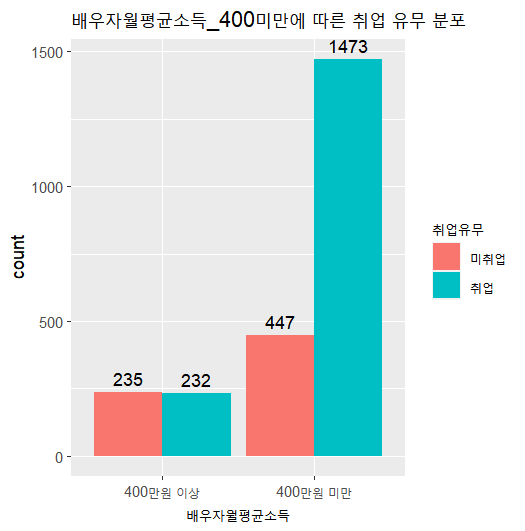 배우자월평균소득_400미만에 따른 취업 유무 분포
1500
1000
500
0
count
235
232
447
1473
400만원 이상
400만원 미만
배우자월평균소득
취업유무
미취업
취업